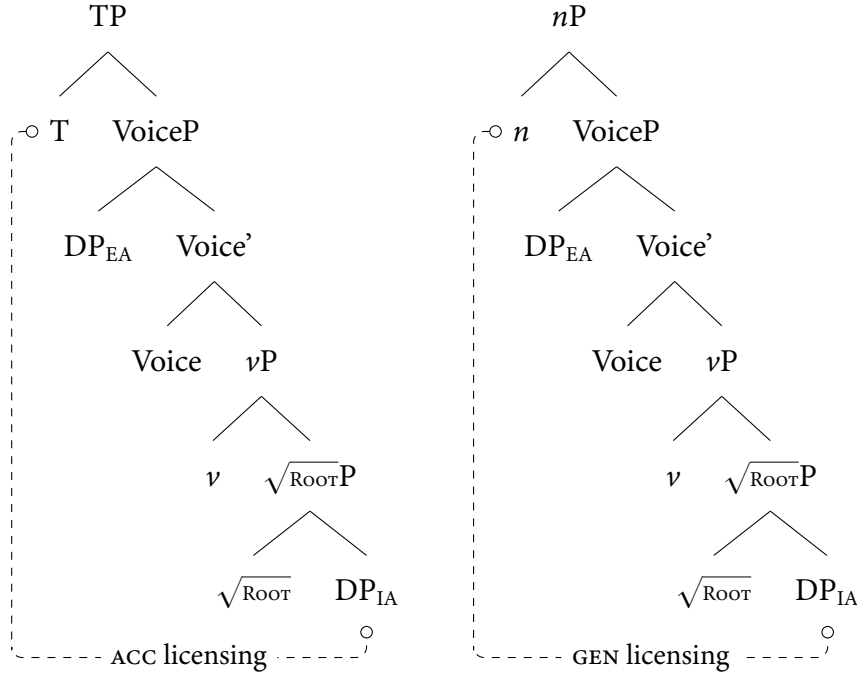 TP nP
T VoiceP n VoiceP
DP_EA Voice’ DP_EA Voice’
Voice vP Voice vP
v √ROOTP v √ROOTP
√ROOT DP_IA √ROOT DP_IA
ACC licensing GEN licensing